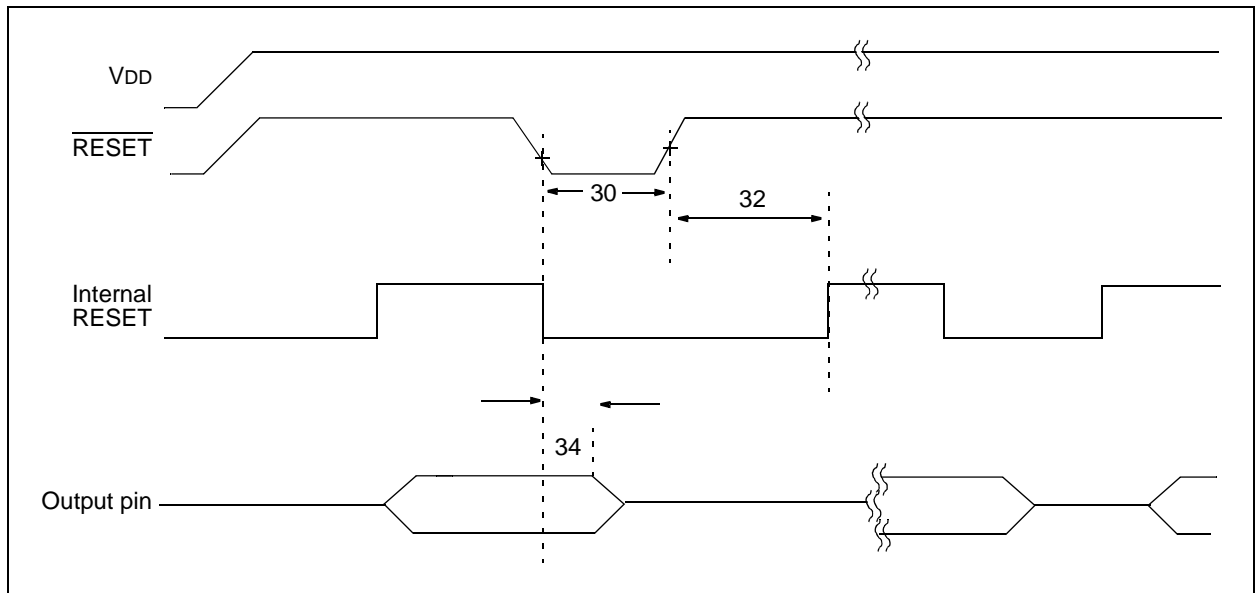 VDD
RESET
30
32
Internal
RESET
34
Output pin